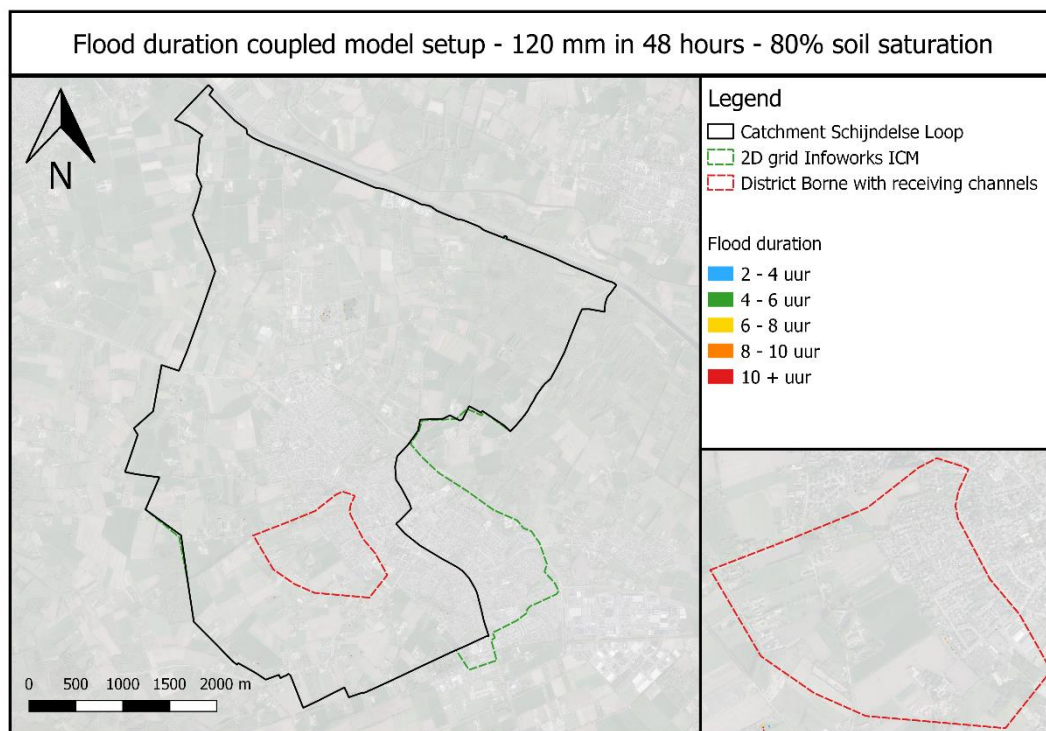 Flood duration coupled model setup - 120 mm in 48 hours - 80% soil saturation
N
0 500 1000 1500 2000 m
Legend
Catchment Schijndelse Loop
2D grid Infoworks ICM
District Borne with receiving channels
Flood duration
2 - 4 uur
4 - 6 uur
6 - 8 uur
8 - 10 uur
10 + uur